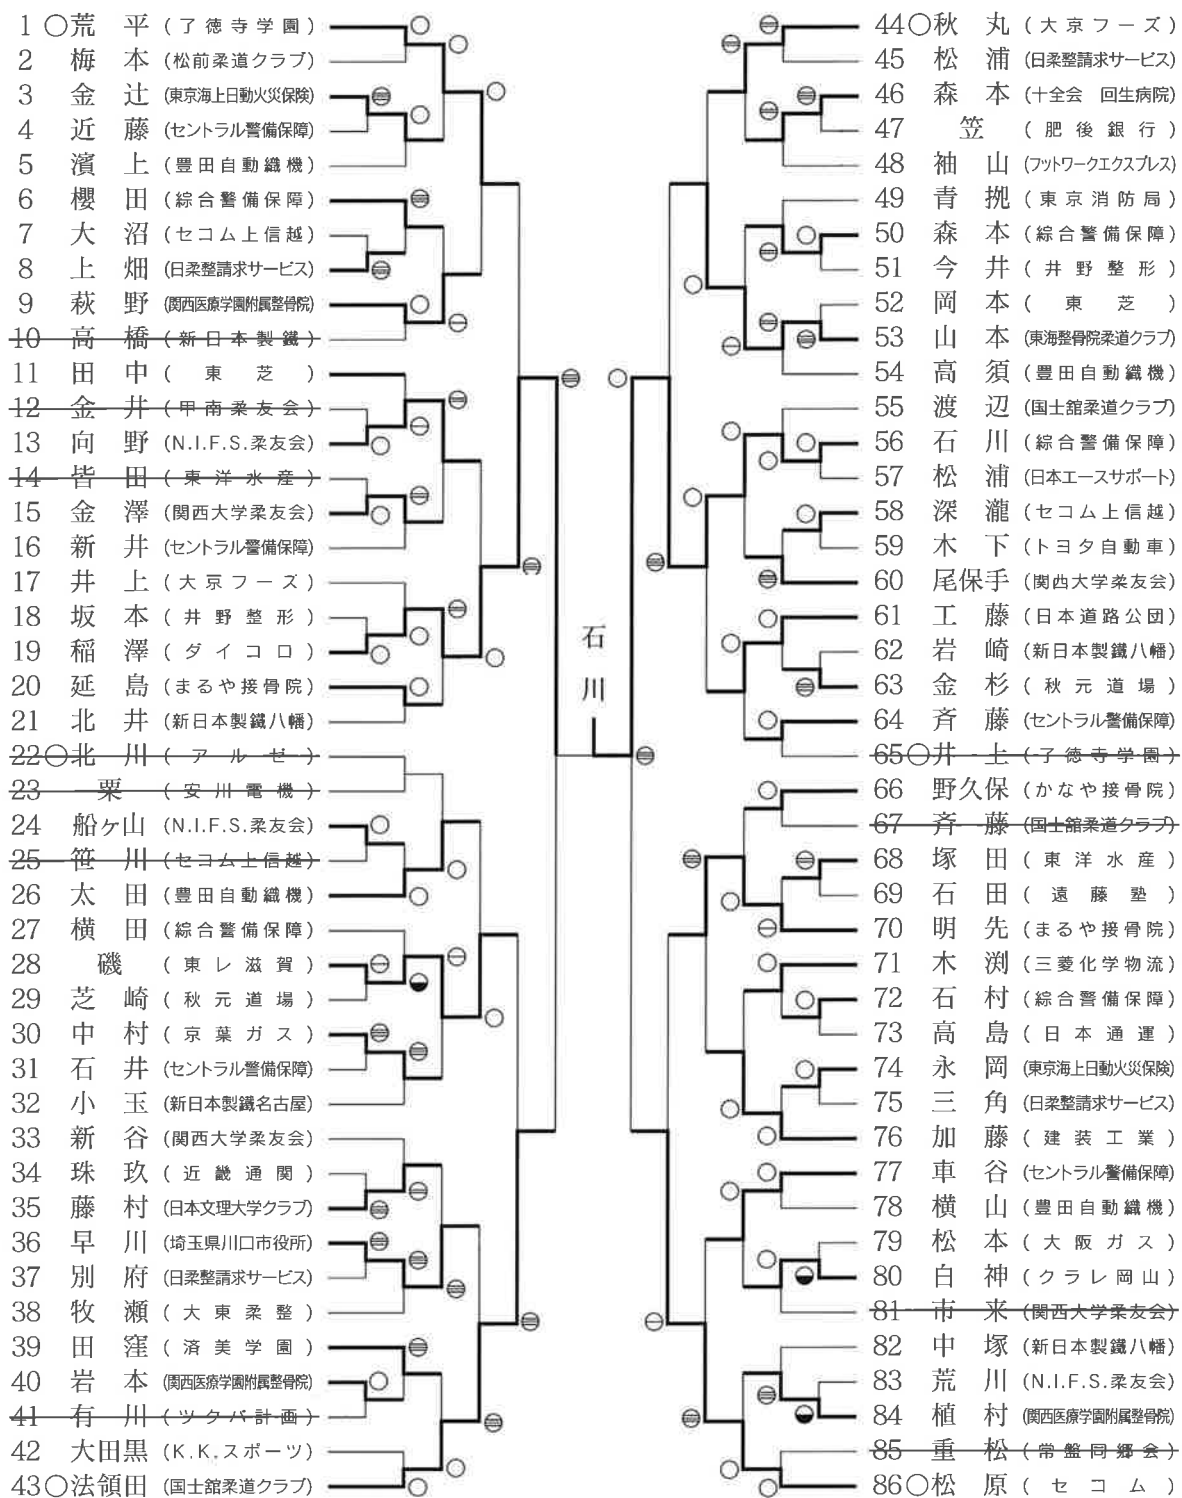 1 ○荒平 (了徳寺学園)
2 梅本 (松前柔道クラブ)
3 金辻 (東京海上日動火災保険)
4 近藤 (セントラル警備保障)
5 濱上 (豊田自動織機)
6 櫻田 (綜合警備保障)
7 大沼 (セコム上信越)
8 上畑 (日柔整請求サービス)
9 萩野 (関西医療学園附属整骨院)
10 高橋 (新日本製鐵)
11 田中 (東芝)
12 金井 (甲南柔友会)
13 向野 (N.I.F.S.柔友会)
14 皆田 (東洋水産)
15 金澤 (関西大学柔友会)
16 新井 (セントラル警備保障)
17 井上 (大京フーズ)
18 坂本 (井野整形)
19 稲澤 (ダイコロ)
20 延島 (まるや接骨院)
21 北井 (新日本製鐵八幡)
22 ○北川 (アルゼー)
23 栗 (安川電機)
24 船ヶ山 (N.I.F.S.柔友会)
25 笹川 (セコム上信越)
26 太田 (豊田自動織機)
27 横田 (綜合警備保障)
28 磯 (東レ滋賀)
29 芝崎 (秋元道場)
30 中村 (京葉ガス)
31 石井 (セントラル警備保障)
32 小玉 (新日本製鐵名古屋)
33 新谷 (関西大学柔友会)
34 珠玖 (近畿通関)
35 藤村 (日本文理大学クラブ)
36 早川 (埼玉県川口市役所)
37 別府 (日柔整請求サービス)
38 牧瀬 (大東柔整)
39 田窪 (済美学園)
40 岩本 (関西医療学園附属整骨院)
41 有川 (ツクバ計画)
42 大田黒 (K.K.スポーツ)
43 ○法領田 (国士舘柔道クラブ)
石川
44 ○秋丸 (大京フーズ)
45 松浦 (日柔整請求サービス)
46 森本 (十全会 回生病院)
47 笠 (肥後銀行)
48 袖山 (フットワークエクスプレス)
49 青拠 (東京消防局)
50 森本 (綜合警備保障)
51 今井 (井野整形)
52 岡本 (東芝)
53 山本 (東海整骨院柔道クラブ)
54 高須 (豊田自動織機)
55 渡辺 (国士舘柔道クラブ)
56 石川 (綜合警備保障)
57 松浦 (日本エースサポート)
58 深瀧 (セコム上信越)
59 木下 (トヨタ自動車)
60 尾保手 (関西大学柔友会)
61 工藤 (日本道路公団)
62 岩崎 (新日本製鐵八幡)
63 金杉 (秋元道場)
64 斉藤 (セントラル警備保障)
65 ○井上 (了徳寺学園)
66 野久保 (かなや接骨院)
67 斉藤 (国士舘柔道クラブ)
68 塚田 (東洋水産)
69 石田 (遠藤塾)
70 明先 (まるや接骨院)
71 木渕 (三菱化学物流)
72 石村 (綜合警備保障)
73 高島 (日本通運)
74 永岡 (東京海上日動火災保険)
75 三角 (日柔整請求サービス)
76 加藤 (建装工業)
77 車谷 (セントラル警備保障)
78 横山 (豊田自動織機)
79 松本 (大阪ガス)
80 白神 (クラレ岡山)
81 市来 (関西大学柔友会)
82 中塚 (新日本製鐵八幡)
83 荒川 (N.I.F.S.柔友会)
84 植村 (関西医療学園附属整骨院)
85 重松 (常盤同郷会)
86 ○松原 (セコム)